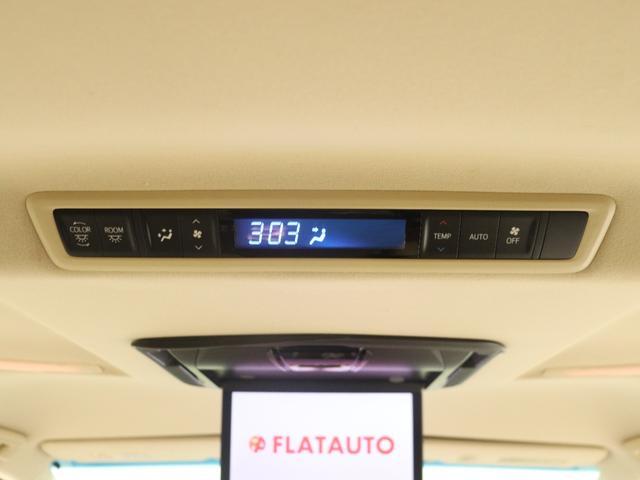 COLOR ROOM 303 TEMP AUTO OFF
FLATAUTO